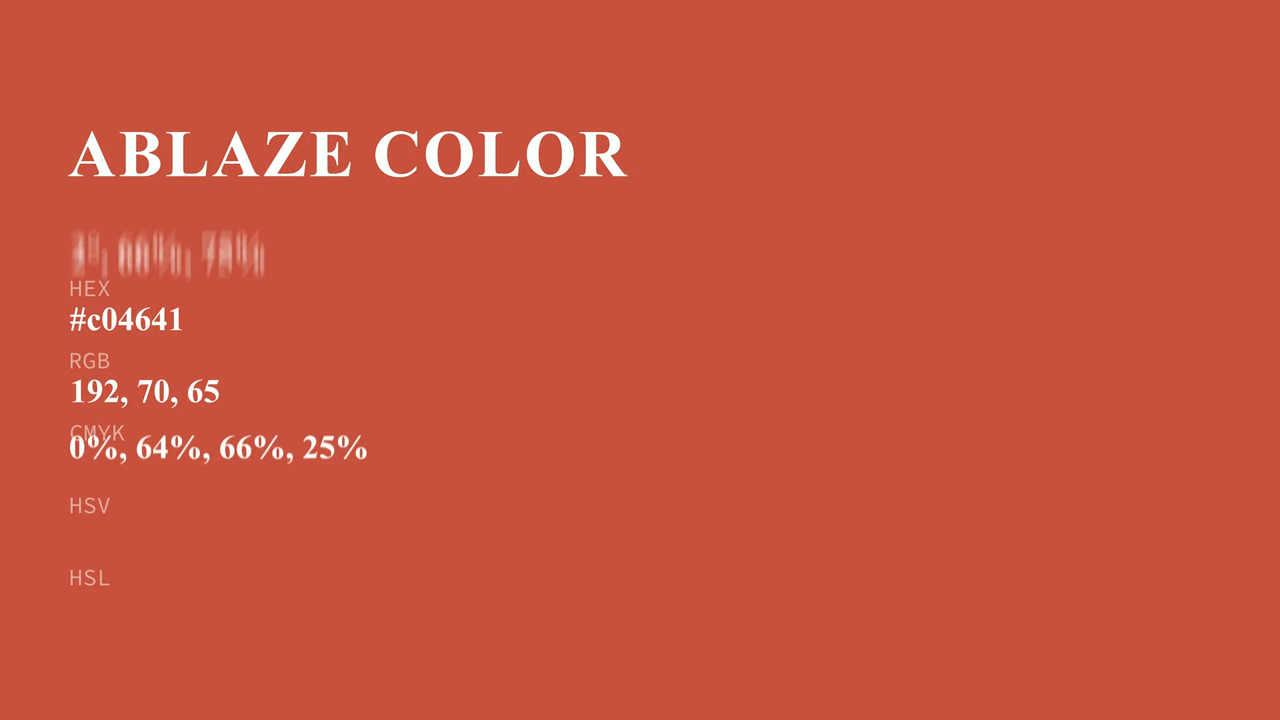 ABLAZE COLOR
HEX
#c04641
RGB
192, 70, 65
CMYK
0%, 64%, 66%, 25%
HSV
HSL